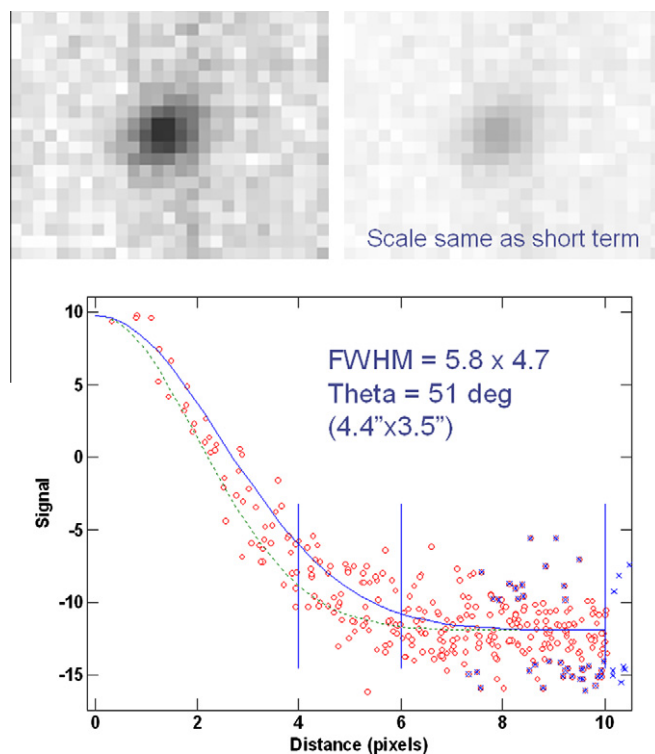 Scale same as short term
FWHM = 5.8 x 4.7
Theta = 51 deg
(4.4”x3.5”)
10
5
0
-5
-10
-15
Signal
0 2 4 6 8 10
Distance (pixels)